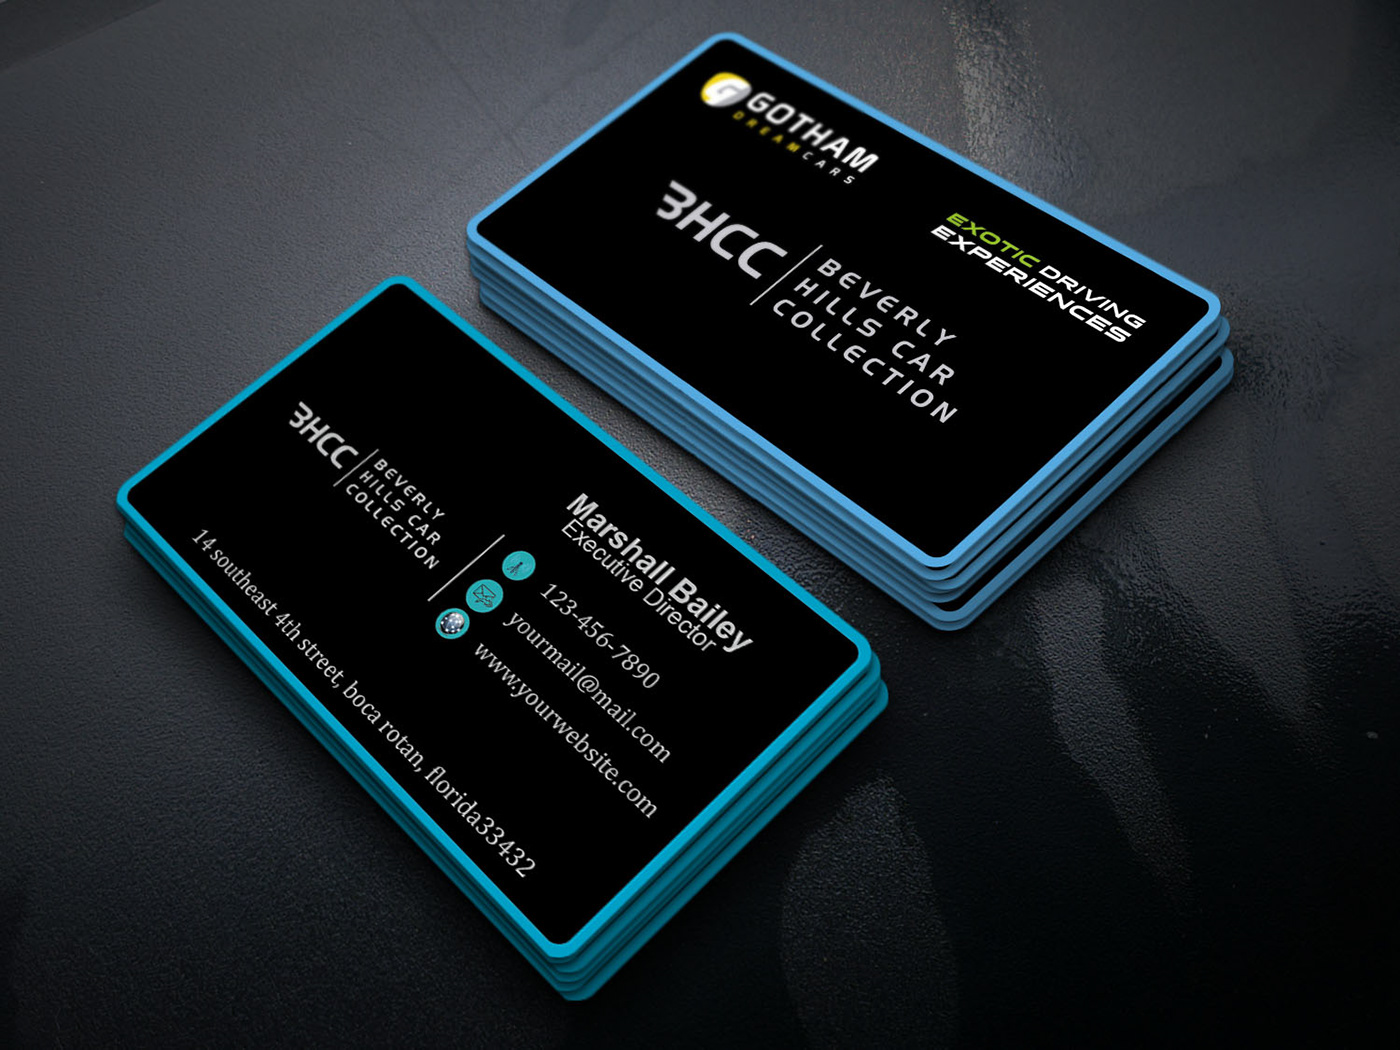 GOTHAM
DREAMCARS
BHCC
BEVERLY
HILLS CAR
COLLECTION
EXOTIC DRIVING
EXPERIENCES
BHCC
BEVERLY
HILLS CAR
COLLECTION
Marshall Bailey
Executive Director
123-456-7890
yourmail@mail.com
www.yourwebsite.com
14 southeast 4th street, boca rotan, florida33432